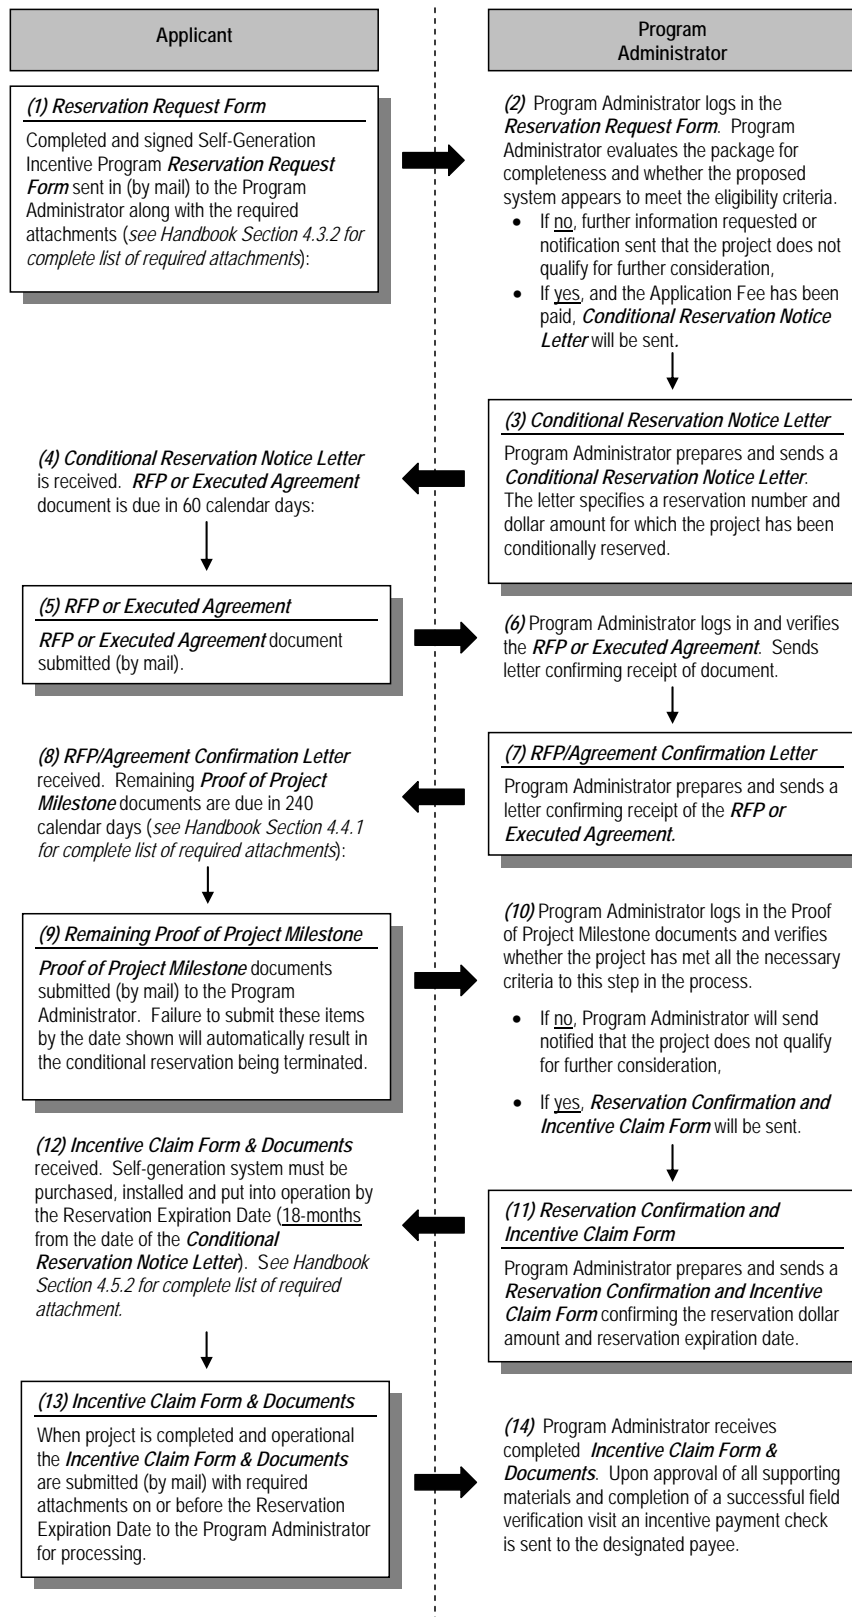 Applicant
Program
Administrator
(1) Reservation Request Form
Completed and signed Self-Generation
Incentive Program Reservation Request
Form sent in (by mail) to the Program
Administrator along with the required
attachments (see Handbook Section 4.3.2 for
complete list of required attachments):
(2) Program Administrator logs in the
Reservation Request Form. Program
Administrator evaluates the package for
completeness and whether the proposed
system appears to meet the eligibility criteria.
• If no, further information requested or
notification sent that the project does not
qualify for further consideration,
• If yes, and the Application Fee has been
paid, Conditional Reservation Notice
Letter will be sent.
(3) Conditional Reservation Notice Letter
Program Administrator prepares and sends a
Conditional Reservation Notice Letter.
The letter specifies a reservation number and
dollar amount for which the project has been
conditionally reserved.
(4) Conditional Reservation Notice Letter
is received. RFP or Executed Agreement
document is due in 60 calendar days:
(5) RFP or Executed Agreement
RFP or Executed Agreement document
submitted (by mail).
(6) Program Administrator logs in and verifies
the RFP or Executed Agreement. Sends
letter confirming receipt of document.
(7) RFP/Agreement Confirmation Letter
Program Administrator prepares and sends a
letter confirming receipt of the RFP or
Executed Agreement.
(8) RFP/Agreement Confirmation Letter
received. Remaining Proof of Project
Milestone documents are due in 240
calendar days (see Handbook Section 4.4.1
for complete list of required attachments):
(9) Remaining Proof of Project Milestone
Proof of Project Milestone documents
submitted (by mail) to the Program
Administrator. Failure to submit these items
by the date shown will automatically result in
the conditional reservation being terminated.
(10) Program Administrator logs in the Proof
of Project Milestone documents and verifies
whether the project has met all the necessary
criteria to this step in the process.
• If no, Program Administrator will send
notified that the project does not qualify
for further consideration,
• If yes, Reservation Confirmation and
Incentive Claim Form will be sent.
(11) Reservation Confirmation and
Incentive Claim Form
Program Administrator prepares and sends a
Reservation Confirmation and Incentive
Claim Form confirming the reservation dollar
amount and reservation expiration date.
(12) Incentive Claim Form & Documents
received. Self-generation system must be
purchased, installed and put into operation by
the Reservation Expiration Date (18-months
from the date of the Conditional
Reservation Notice Letter). See Handbook
Section 4.5.2 for complete list of required
attachment.
(13) Incentive Claim Form & Documents
When project is completed and operational
the Incentive Claim Form & Documents
are submitted (by mail) with required
attachments on or before the Reservation
Expiration Date to the Program Administrator
for processing.
(14) Program Administrator receives
completed Incentive Claim Form &
Documents. Upon approval of all supporting
materials and completion of a successful field
verification visit an incentive payment check
is sent to the designated payee.